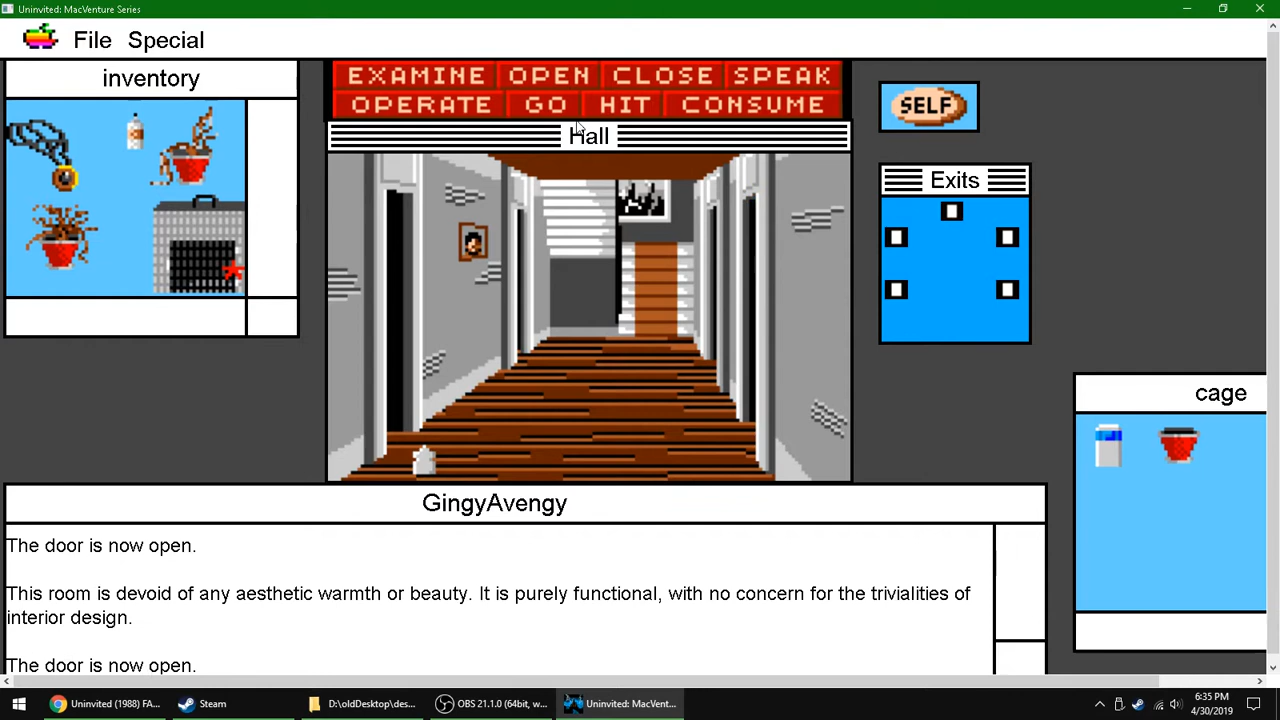 Uninvited: MacVenture Series
File Special
inventory
EXAMINE OPEN CLOSE SPEAK
OPERATE GO HIT CONSUME
Hall
SELF
Exits
cage
GingyAvengy
The door is now open.
This room is devoid of any aesthetic warmth or beauty. It is purely functional, with no concern for the trivialities of
interior design.
The door is now open.
Uninvited (1988) FA...
Steam
D:\oldDesktop\des...
OBS 21.1.0 (64bit, w...
Uninvited: MacVent...
6:35 PM
4/30/2019